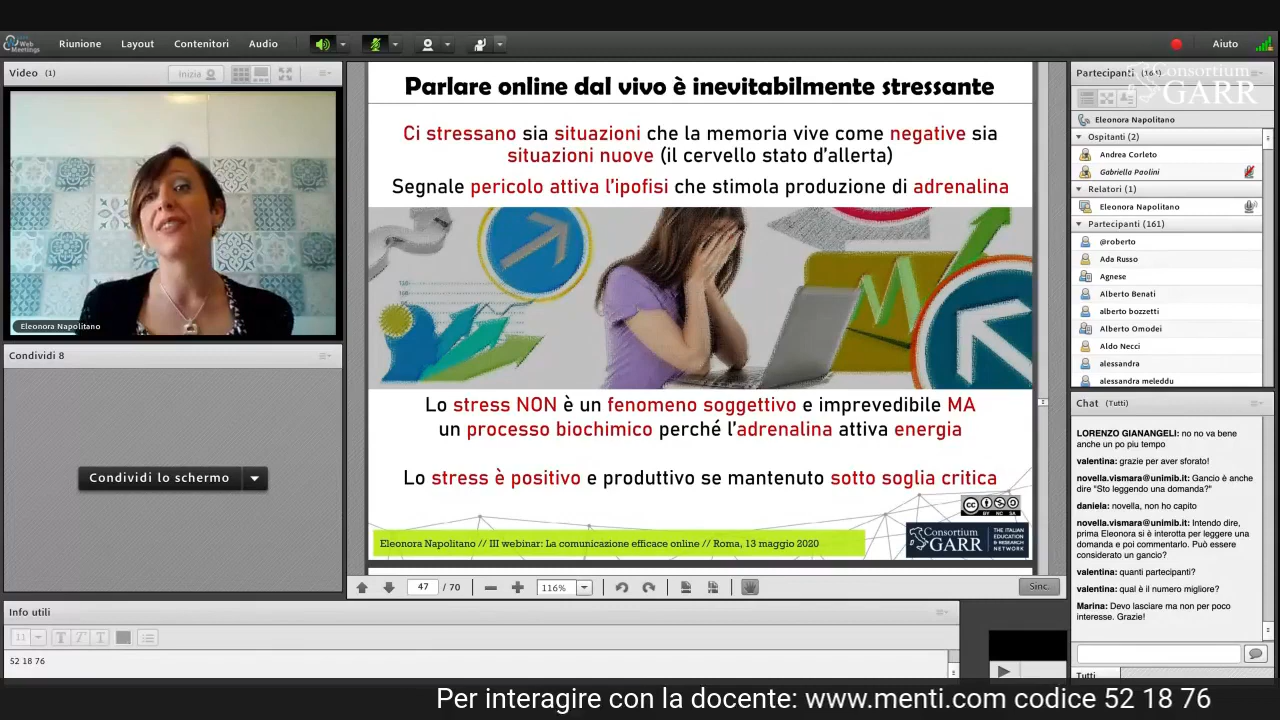 Web
Meetings
Riunione
Layout
Contenitori
Audio
Aiuto
Video (1)
Inizia
Eleonora Napolitano
Condividi 8
Condividi lo schermo
Parlare online dal vivo è inevitabilmente stressante
Ci stressano sia situazioni che la memoria vive come negative sia
situazioni nuove (il cervello stato d'allerta)
Segnale pericolo attiva l'ipofisi che stimola produzione di adrenalina
Lo stress NON è un fenomeno soggettivo e imprevedibile MA
un processo biochimico perché l'adrenalina attiva energia
Lo stress è positivo e produttivo se mantenuto sotto soglia critica
cc
BY NC SA
Eleonora Napolitano // III webinar: La comunicazione efficace online // Roma, 13 maggio 2020
Consortium
GARR
THE ITALIAN
EDUCATION
& RESEARCH
NETWORK
47 / 70
116%
Sinc.
Partecipanti
Consortium
GARR
Eleonora Napolitano
Ospitanti (2)
Andrea Corleto
Gabriella Paolini
Relatori (1)
Eleonora Napolitano
Partecipanti (161)
@roberto
Ada Russo
Agnese
Alberto Benati
alberto bozzetti
Alberto Omodei
Aldo Necci
alessandra
alessandra meleddu
Chat (Tutti)
LORENZO GIANANGELI: no no va bene
anche un po piu tempo
valentina: grazie per aver sforato!
novella.vismara@unimib.it: Gancio è anche
dire "Sto leggendo una domanda?"
daniela: novella, non ho capito
novella.vismara@unimib.it: Intendo dire,
prima Eleonora si è interrotta per leggere una
domanda e poi commentarlo. Può essere
considerato un gancio?
valentina: quanti partecipanti?
valentina: qual è il numero migliore?
Marina: Devo lasciare ma non per poco
interesse. Grazie!
Tutti
Info utili
11
52 18 76
Per interagire con la docente: www.menti.com codice 52 18 76